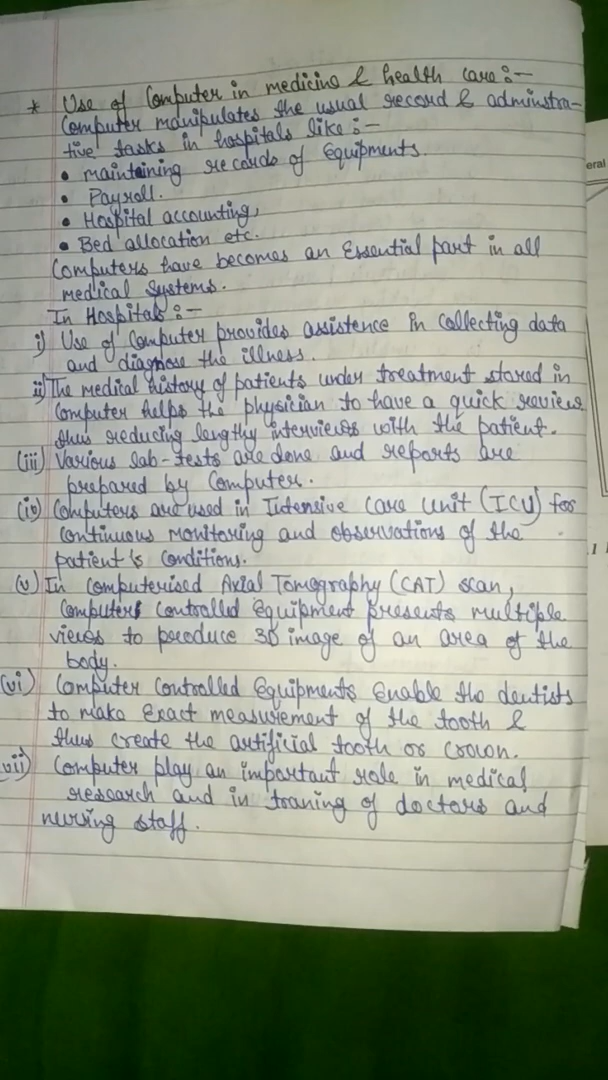 * Use of Computer in medicine & health care :-
Computer manipulates the usual record & adminstra-
tive tasks in hospitals like :-
• maintaining records of Equipments.
• Payroll.
• Hospital accounting,
• Bed allocation etc.
Computers have becomes an Essential part in all
medical Systems.
In Hospitals :-
i) Use of Computer provides assistence in collecting data
and diagnose the illness.
ii) The medical history of patients under treatment stored in
Computer helps the physician to have a quick review
thus reducing lengthy interviews with the patient.
(iii) Various lab-tests are done and reports are
prepared by Computer.
(iv) Computers are used in Intensive Care Unit (ICU) for
Continuous Monitoring and observations of the
patient's Conditions.
(v) In Computerised Axial Tomography (CAT) scan,
Computers Controlled Equipment presents multiple
views to produce 3D image of an area of the
body.
(vi) Computer Controlled Equipments Enable the dentists
to make Exact measurement of the tooth &
thus create the artificial tooth or Crown.
vii) Computer play an important role in medical
research and in traning of doctors and
nursing staff.
eral
.1